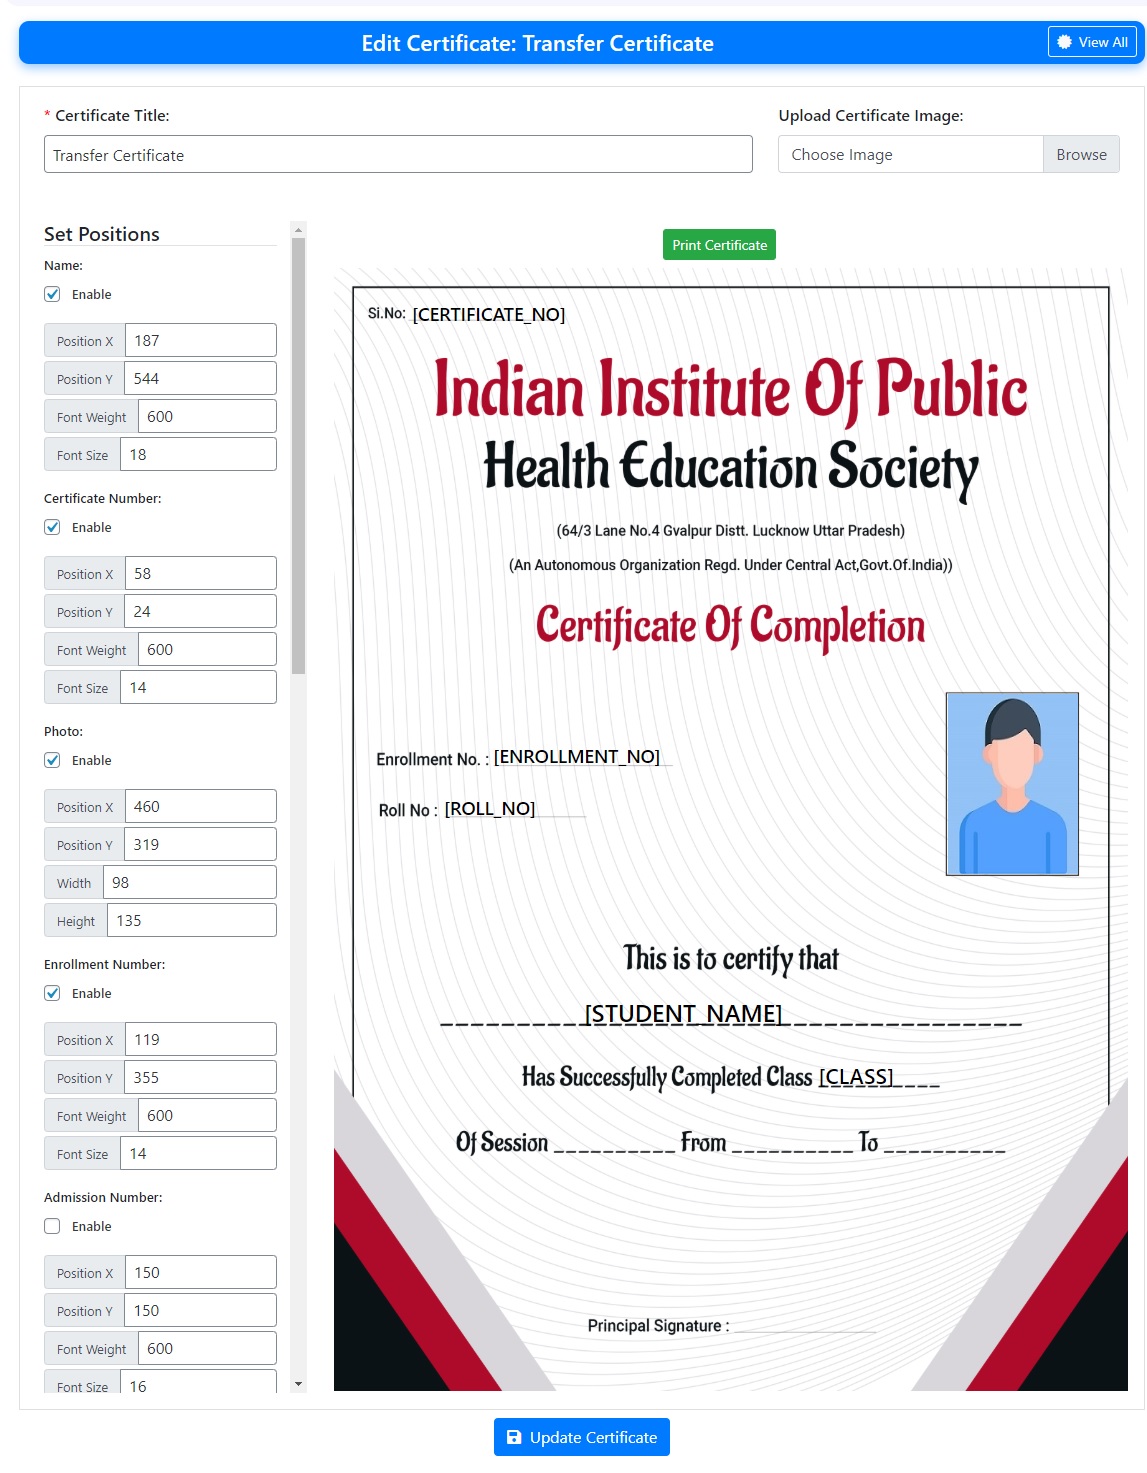 Edit Certificate: Transfer Certificate
View All
* Certificate Title:
Transfer Certificate
Upload Certificate Image:
Choose Image
Browse
Set Positions
Name:
Enable
Position X 187
Position Y 544
Font Weight 600
Font Size 18
Certificate Number:
Enable
Position X 58
Position Y 24
Font Weight 600
Font Size 14
Photo:
Enable
Position X 460
Position Y 319
Width 98
Height 135
Enrollment Number:
Enable
Position X 119
Position Y 355
Font Weight 600
Font Size 14
Admission Number:
Enable
Position X 150
Position Y 150
Font Weight 600
Font Size 16
Print Certificate
Si.No: [CERTIFICATE_NO]
Indian Institute Of Public
Health Education Society
(64/3 Lane No.4 Gvalpur Distt. Lucknow Uttar Pradesh)
(An Autonomous Organization Regd. Under Central Act,Govt.Of.India))
Certificate Of Completion
Enrollment No. : [ENROLLMENT_NO]
Roll No : [ROLL_NO]
This is to certify that
[STUDENT_NAME]
Has Successfully Completed Class [CLASS]____
Of Session __________ From __________ To __________
Principal Signature :
Update Certificate